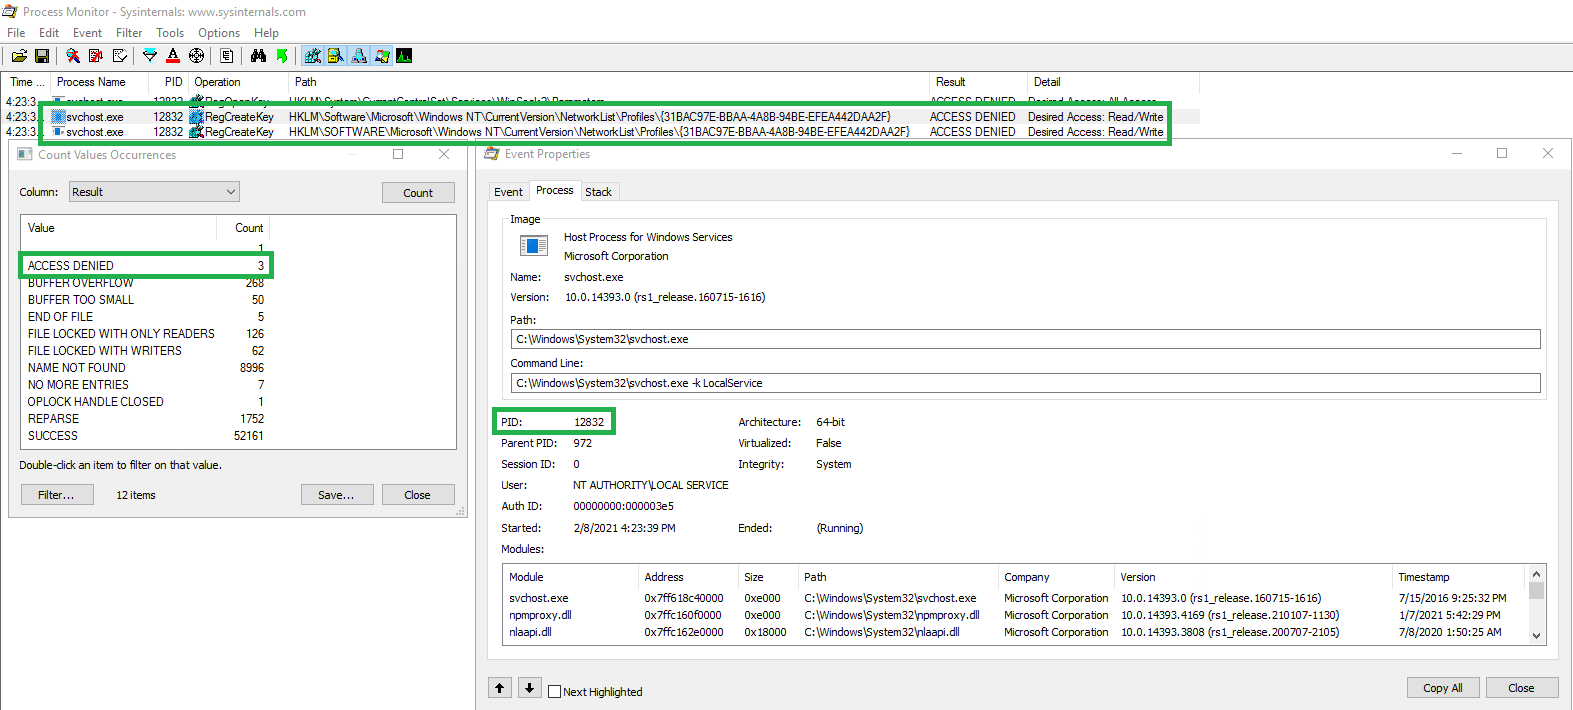 Process Monitor - Sysinternals: www.sysinternals.com
File Edit Event Filter Tools Options Help
Time ... Process Name PID Operation Path Result Detail
4:23:3... svchost.exe 12832 RegOpenKey HKLM\System\CurrentControlSet\Services\WinSock2\Parameters ACCESS DENIED Desired Access: All Access
4:23:3... svchost.exe 12832 RegCreateKey HKLM\Software\Microsoft\Windows NT\CurrentVersion\NetworkList\Profiles\{31BAC97E-BBAA-4A8B-94BE-EFEA442DAA2F} ACCESS DENIED Desired Access: Read/Write
4:23:3... svchost.exe 12832 RegCreateKey HKLM\SOFTWARE\Microsoft\Windows NT\CurrentVersion\NetworkList\Profiles\{31BAC97E-BBAA-4A8B-94BE-EFEA442DAA2F} ACCESS DENIED Desired Access: Read/Write
Count Values Occurrences
Column: Result Count
Value Count
1
ACCESS DENIED 3
BUFFER OVERFLOW 268
BUFFER TOO SMALL 50
END OF FILE 5
FILE LOCKED WITH ONLY READERS 126
FILE LOCKED WITH WRITERS 62
NAME NOT FOUND 8996
NO MORE ENTRIES 7
OPLOCK HANDLE CLOSED 1
REPARSE 1752
SUCCESS 52161
Double-click an item to filter on that value.
Filter... 12 items Save... Close
Event Properties
Event Process Stack
Image
Host Process for Windows Services
Microsoft Corporation
Name: svchost.exe
Version: 10.0.14393.0 (rs1_release.160715-1616)
Path:
C:\Windows\System32\svchost.exe
Command Line:
C:\Windows\System32\svchost.exe -k LocalService
PID: 12832 Architecture: 64-bit
Parent PID: 972 Virtualized: False
Session ID: 0 Integrity: System
User: NT AUTHORITY\LOCAL SERVICE
Auth ID: 00000000:000003e5
Started: 2/8/2021 4:23:39 PM Ended: (Running)
Modules:
Module Address Size Path Company Version Timestamp
svchost.exe 0x7ff618c40000 0xe000 C:\Windows\System32\svchost.exe Microsoft Corporation 10.0.14393.0 (rs1_release.160715-1616) 7/15/2016 9:25:32 PM
npmproxy.dll 0x7ffc160f0000 0xe000 C:\Windows\System32\npmproxy.dll Microsoft Corporation 10.0.14393.4169 (rs1_release.210107-1130) 1/7/2021 5:42:29 PM
nlaapi.dll 0x7ffc162e0000 0x18000 C:\Windows\System32\nlaapi.dll Microsoft Corporation 10.0.14393.3808 (rs1_release.200707-2105) 7/8/2020 1:50:25 AM
Next Highlighted Copy All Close